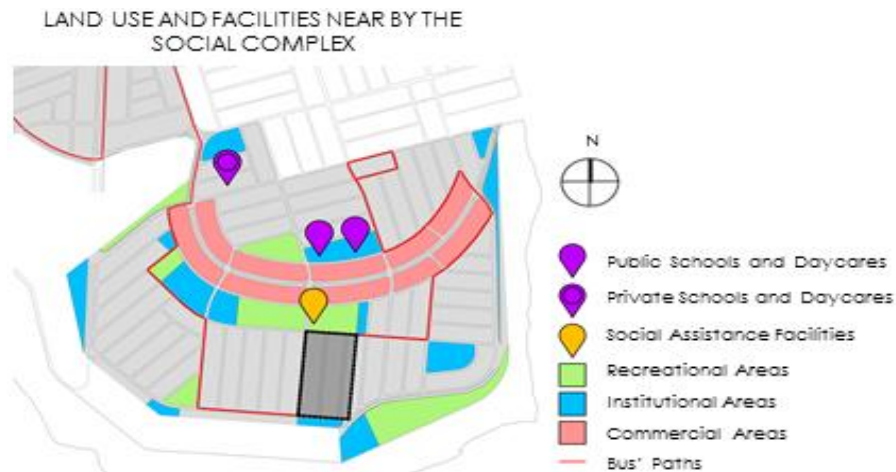 LAND USE AND FACILITIES NEAR BY THE
SOCIAL COMPLEX
N
Public Schools and Daycares
Private Schools and Daycares
Social Assistance Facilities
Recreational Areas
Institutional Areas
Commercial Areas
Bus' Paths